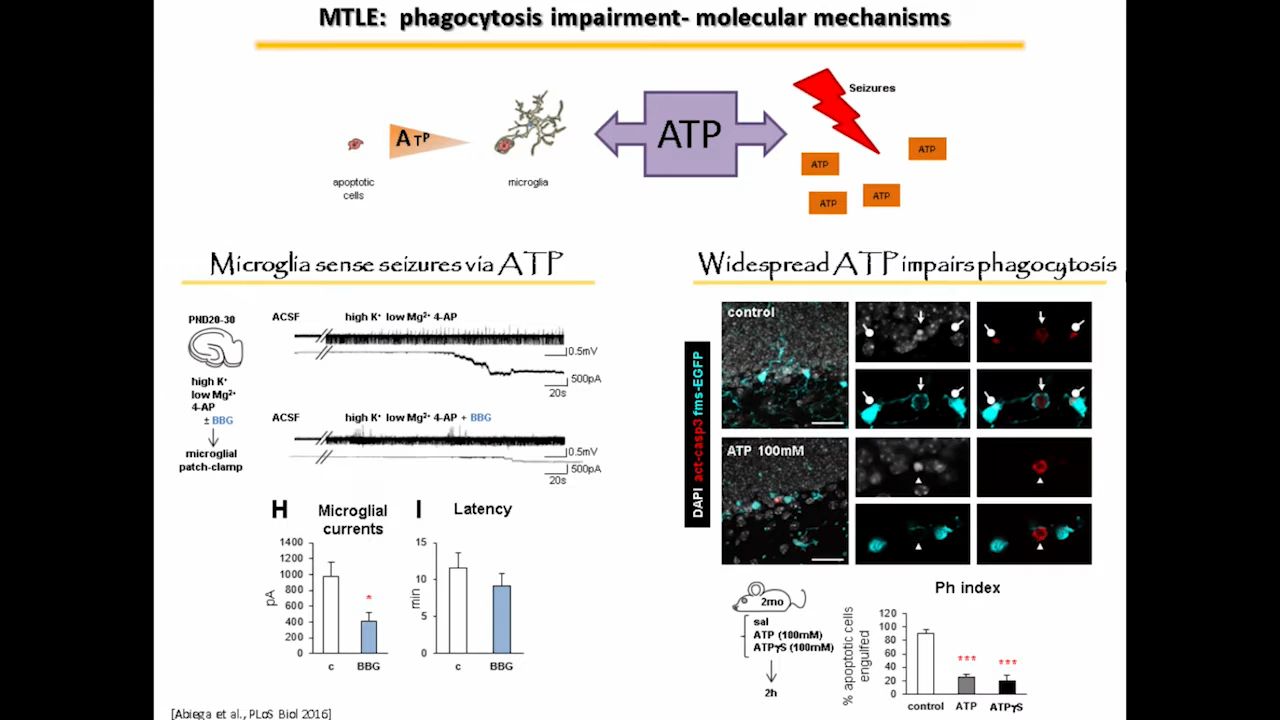 MTLE: phagocytosis impairment- molecular mechanisms
Seizures
ATP
ATP
ATP
ATP
ATP
ATP
apoptotic
cells
microglia
Microglia sense seizures via ATP
PND20-30
high K⁺
low Mg²⁺
4-AP
± BBG
microglial
patch-clamp
ACSF
high K⁺ low Mg²⁺ 4-AP
0.5mV
500pA
20s
ACSF
high K⁺ low Mg²⁺ 4-AP + BBG
0.5mV
500pA
20s
H
Microglial
currents
pA
1400
1200
1000
800
600
400
200
0
*
c
BBG
I
Latency
min
15
10
5
0
c
BBG
Widespread ATP impairs phagocytosis
DAPI act-casp3 fms-EGFP
control
ATP 100mM
2mo
sal
ATP (100mM)
ATPγS (100mM)
2h
Ph index
% apoptotic cells
engulfed
120
100
80
60
40
20
0
***
***
control
ATP
ATPγS
[Abiega et al., PLoS Biol 2016]